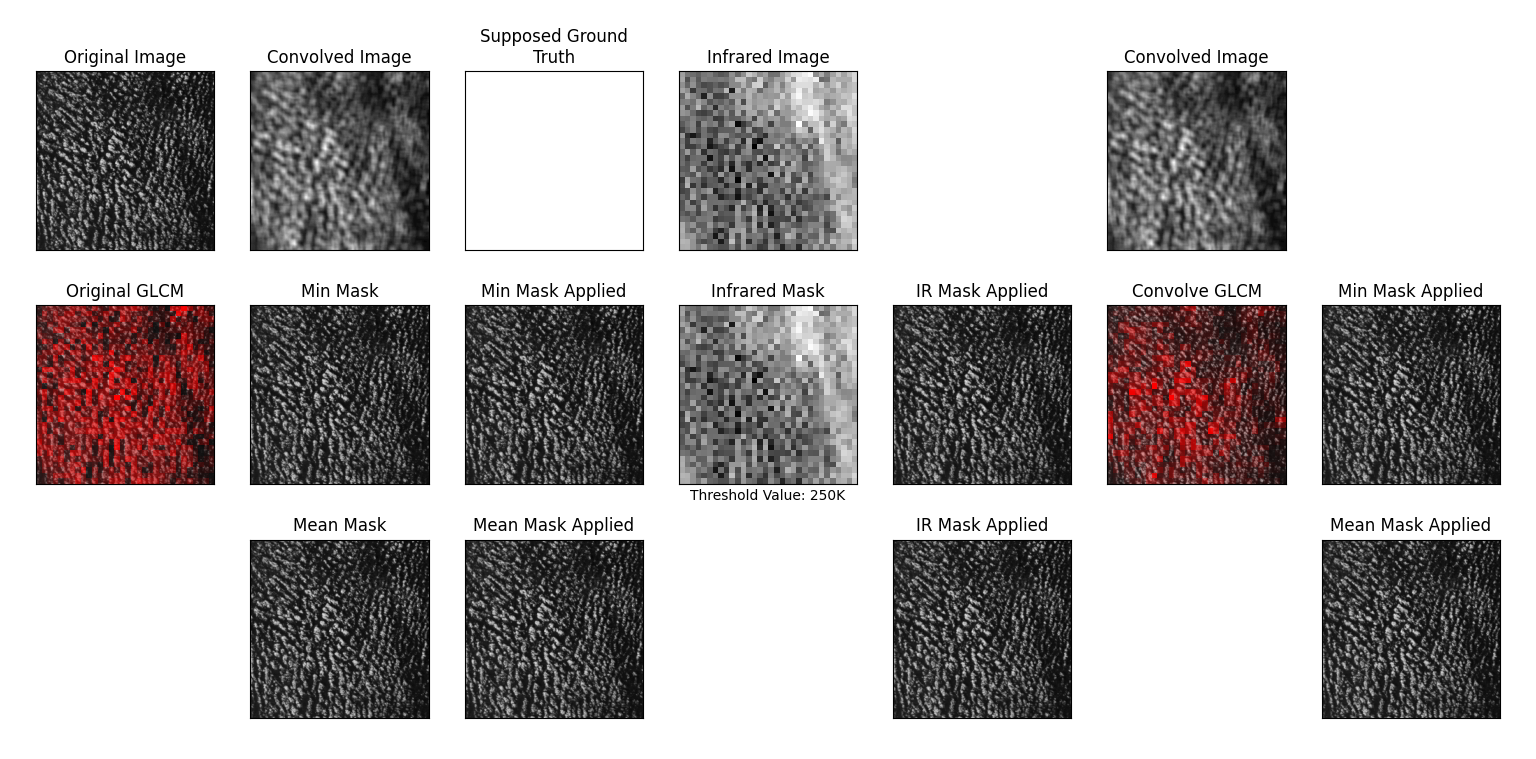 Original Image
Convolved Image
Supposed Ground
Truth
Infrared Image
Convolved Image
Original GLCM
Min Mask
Min Mask Applied
Infrared Mask
IR Mask Applied
Convolve GLCM
Min Mask Applied
Threshold Value: 250K
Mean Mask
Mean Mask Applied
IR Mask Applied
Mean Mask Applied